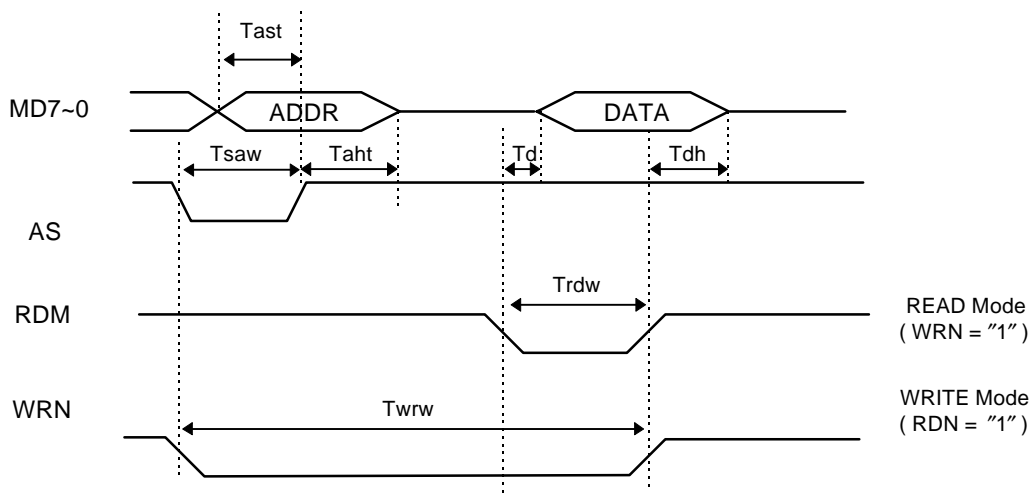 Tast
MD7~0
ADDR
DATA
Tsaw
Taht
Td
Tdh
AS
Trdw
RDM
READ Mode
( WRN = ″1″ )
WRN
Twrw
WRITE Mode
( RDN = ″1″ )